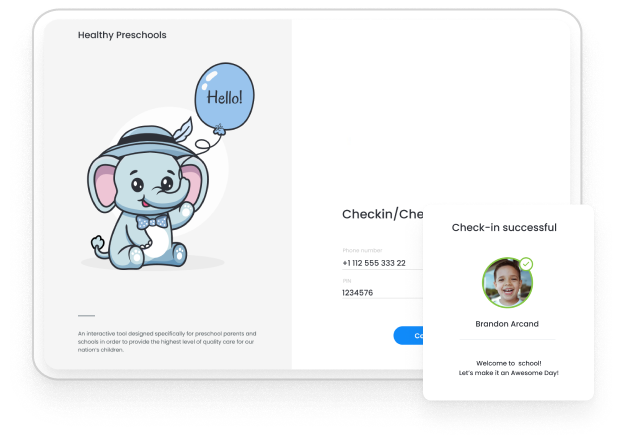 Healthy Preschools
Hello!
Checkin/Che
Phone number
+1 112 555 333 22
PIN
1234576
Co
An interactive tool designed specifically for preschool parents and
schools in order to provide the highest level of quality care for our
nation's children.
Check-in successful
Brandon Arcand
Welcome to school!
Let's make it an Awesome Day!